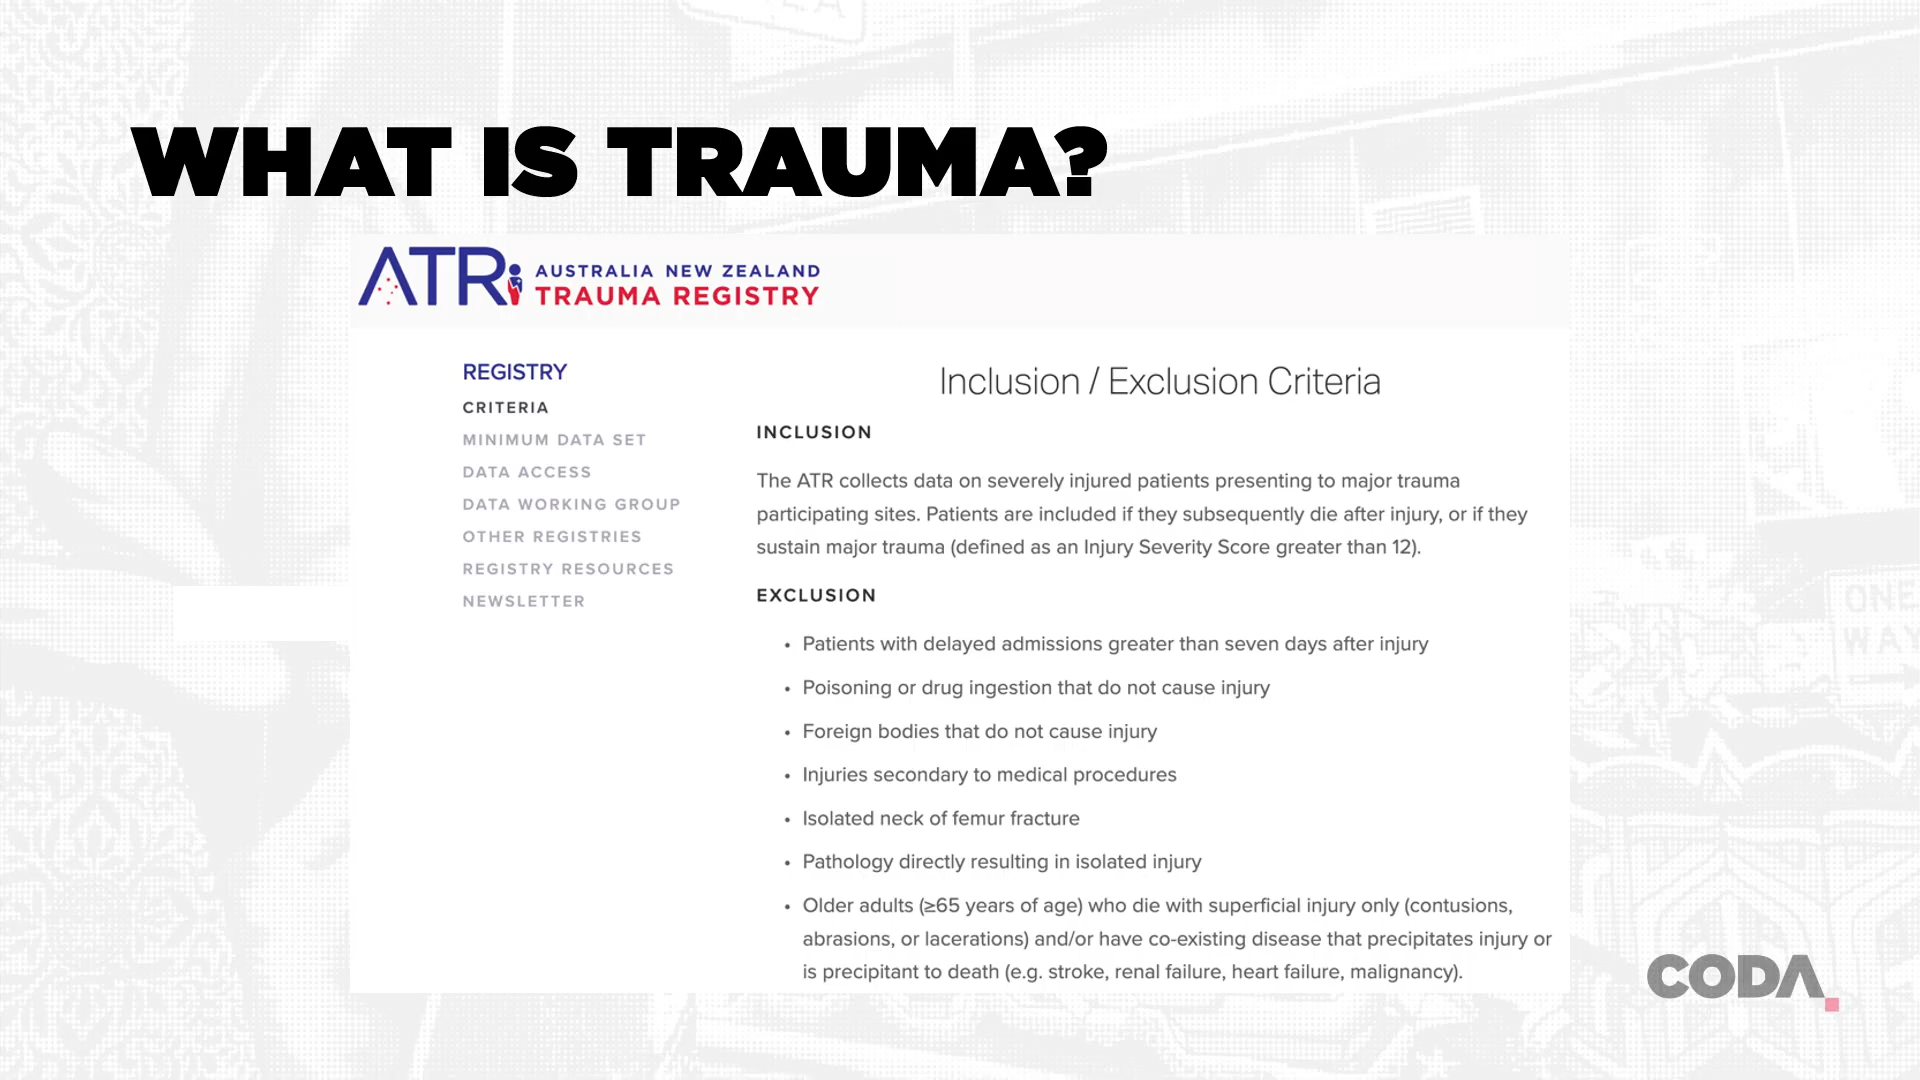 WHAT IS TRAUMA?
ATR AUSTRALIA NEW ZEALAND
TRAUMA REGISTRY
REGISTRY
CRITERIA
MINIMUM DATA SET
DATA ACCESS
DATA WORKING GROUP
OTHER REGISTRIES
REGISTRY RESOURCES
NEWSLETTER
Inclusion / Exclusion Criteria
INCLUSION
The ATR collects data on severely injured patients presenting to major trauma
participating sites. Patients are included if they subsequently die after injury, or if they
sustain major trauma (defined as an Injury Severity Score greater than 12).
EXCLUSION
• Patients with delayed admissions greater than seven days after injury
• Poisoning or drug ingestion that do not cause injury
• Foreign bodies that do not cause injury
• Injuries secondary to medical procedures
• Isolated neck of femur fracture
• Pathology directly resulting in isolated injury
• Older adults (≥65 years of age) who die with superficial injury only (contusions,
abrasions, or lacerations) and/or have co-existing disease that precipitates injury or
is precipitant to death (e.g. stroke, renal failure, heart failure, malignancy).
ONE
WAY
CODA